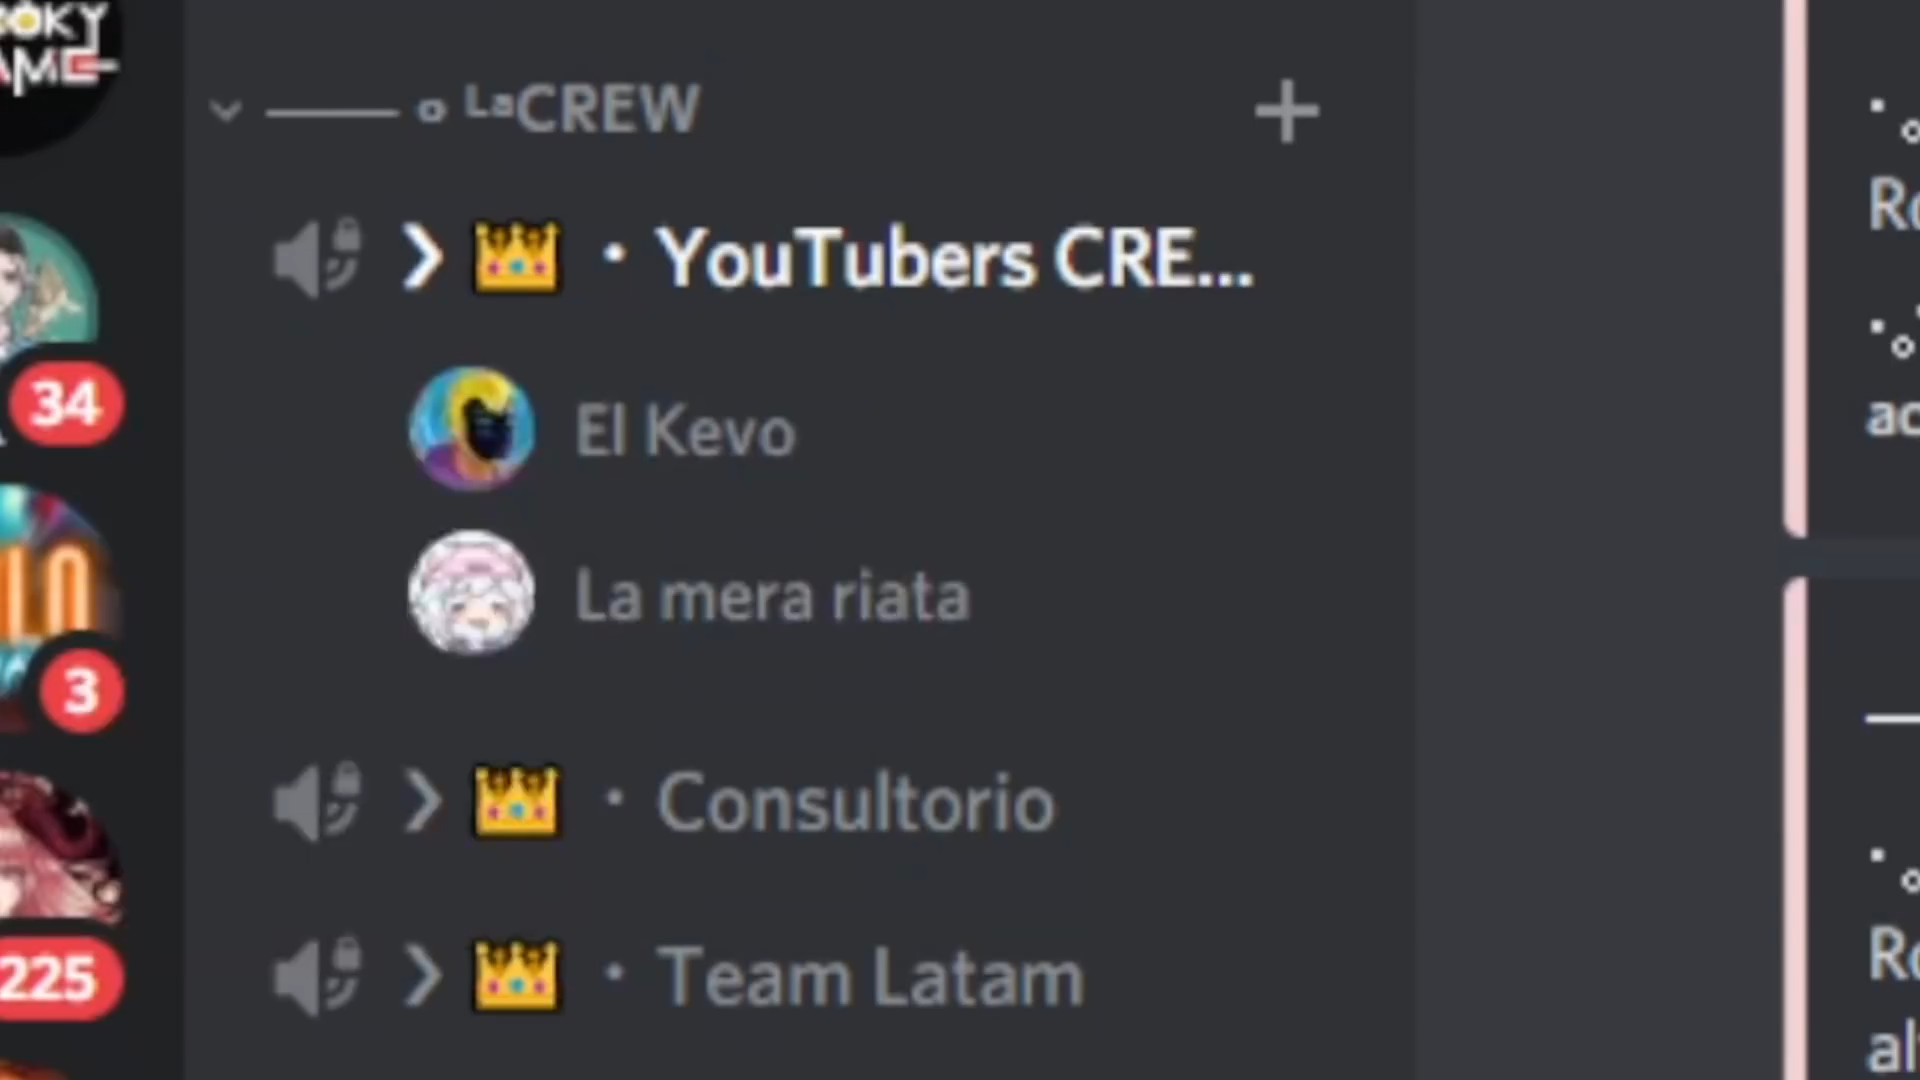 ᴸᵃCREW
❯ 👑 · YouTubers CRE...
34
El Kevo
3
La mera riata
❯ 👑 · Consultorio
225
❯ 👑 · Team Latam